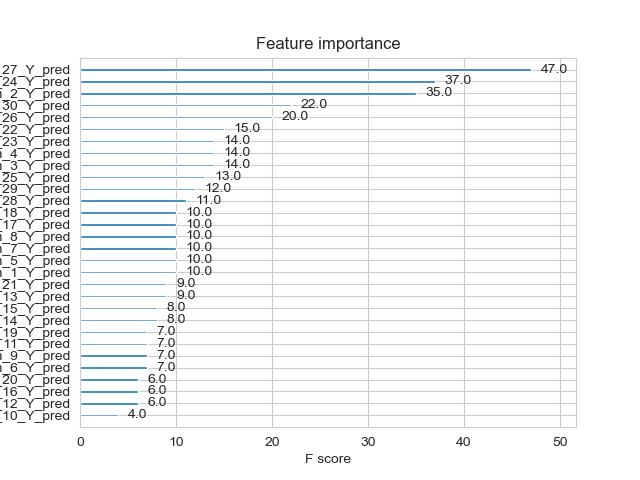 Feature importance
27_Y_pred 47.0
24_Y_pred 37.0
_2_Y_pred 35.0
30_Y_pred 22.0
26_Y_pred 20.0
22_Y_pred 15.0
23_Y_pred 14.0
_4_Y_pred 14.0
_3_Y_pred 14.0
25_Y_pred 13.0
29_Y_pred 12.0
28_Y_pred 11.0
18_Y_pred 10.0
17_Y_pred 10.0
_8_Y_pred 10.0
_7_Y_pred 10.0
_5_Y_pred 10.0
_1_Y_pred 10.0
21_Y_pred 9.0
13_Y_pred 9.0
15_Y_pred 8.0
14_Y_pred 8.0
19_Y_pred 7.0
11_Y_pred 7.0
_9_Y_pred 7.0
_6_Y_pred 7.0
20_Y_pred 6.0
16_Y_pred 6.0
12_Y_pred 6.0
_10_Y_pred 4.0
0 10 20 30 40 50
F score